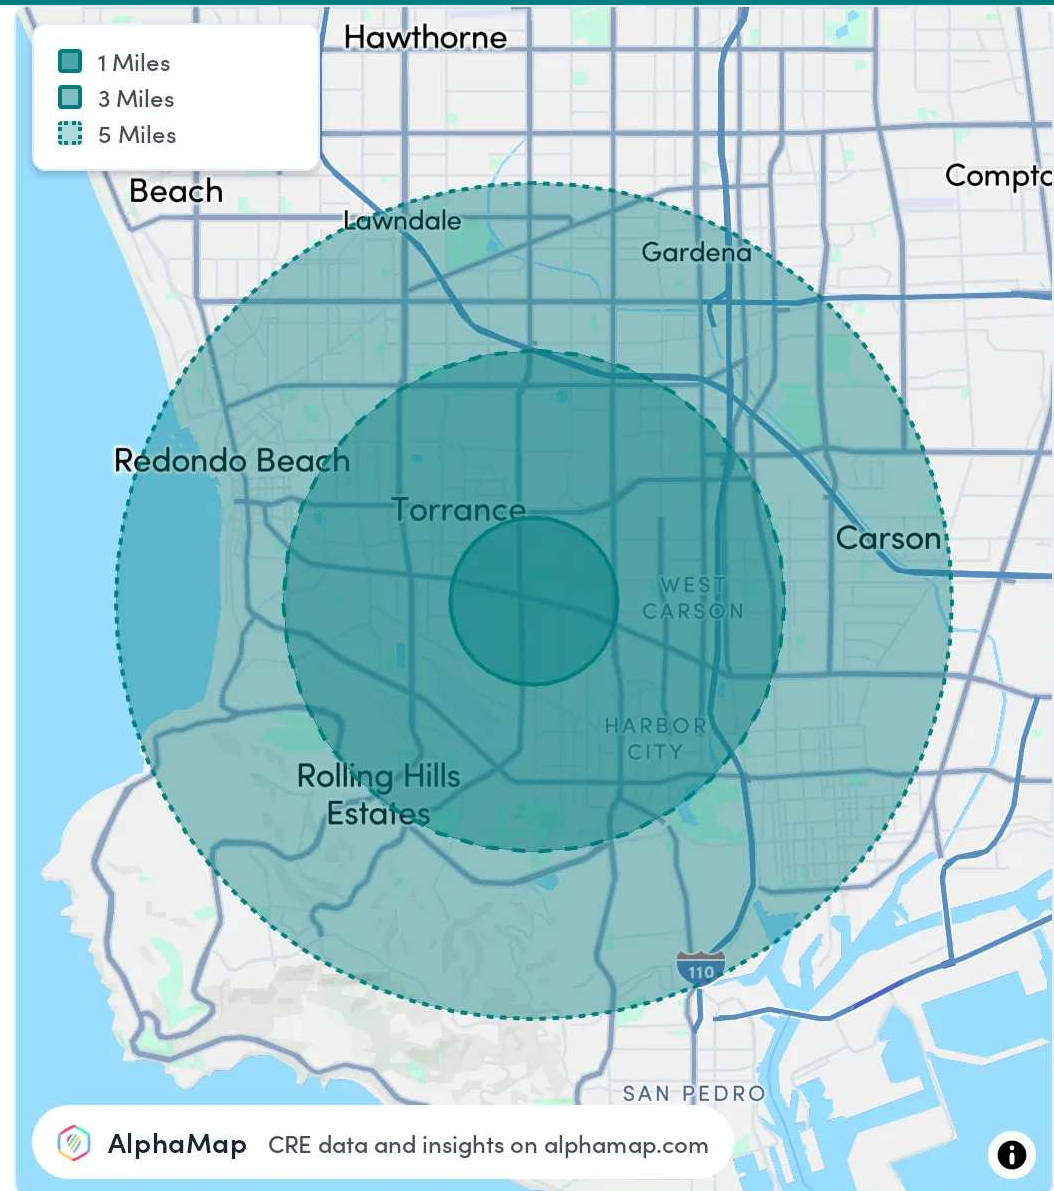 Hawthorne
1 Miles
3 Miles
5 Miles
Beach
Compto
Lawndale
Gardena
Redondo Beach
Torrance
Carson
WEST
CARSON
HARBOR
CITY
Rolling Hills
Estates
110
SAN PEDRO
AlphaMap CRE data and insights on alphamap.com